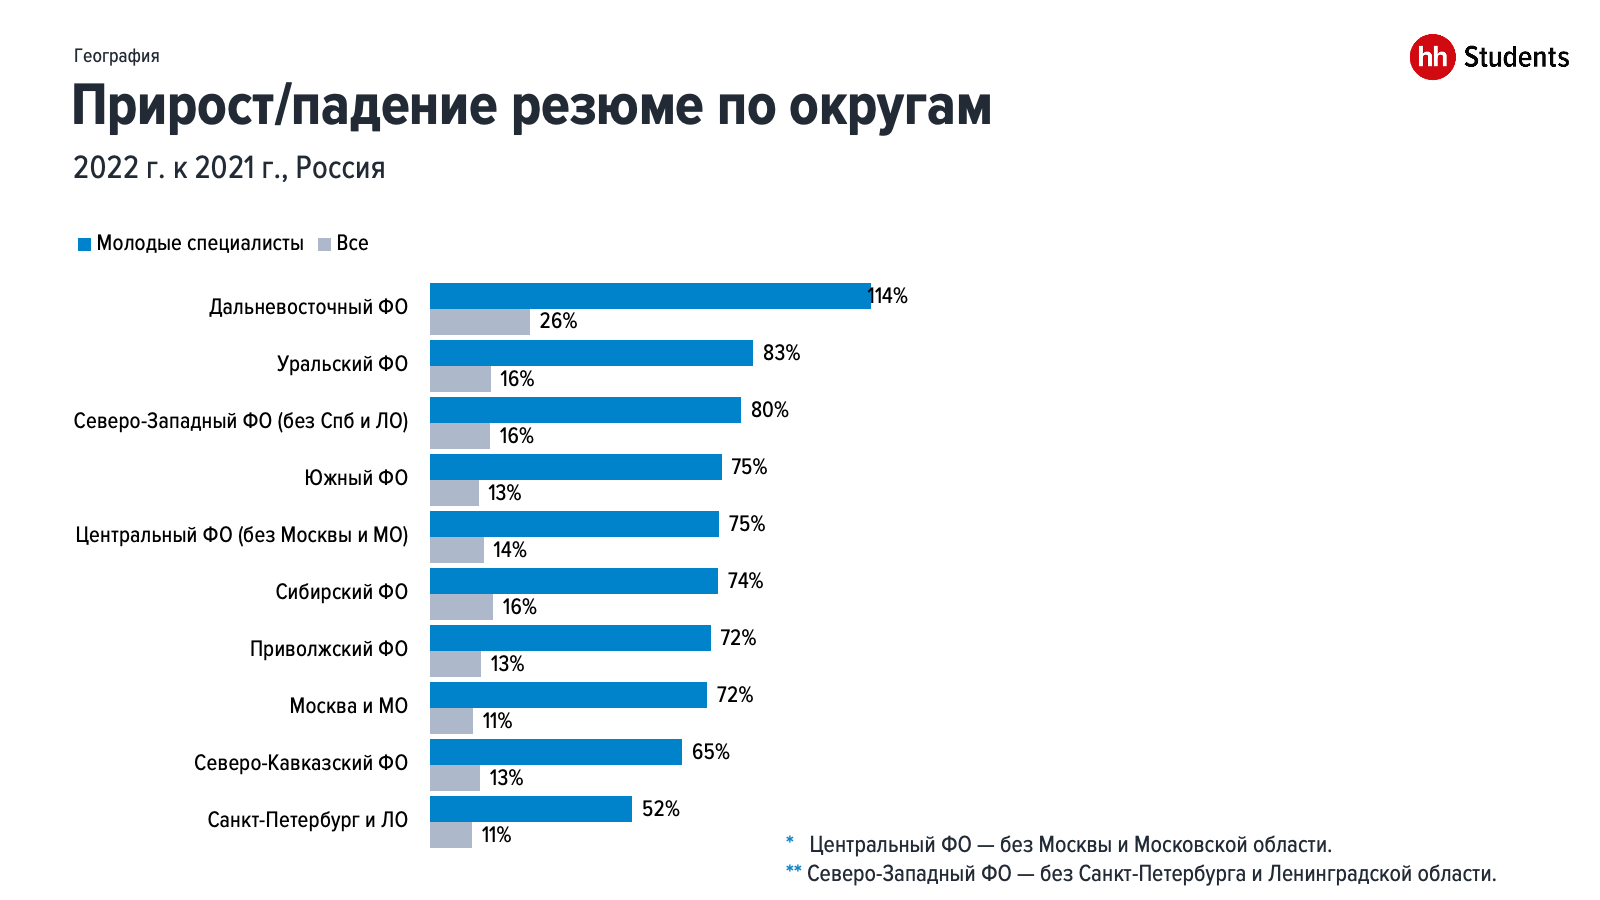 География
hh Students
Прирост/падение резюме по округам
2022 г. к 2021 г., Россия
Молодые специалисты Все
Дальневосточный ФО 114%
26%
Уральский ФО 83%
16%
Северо-Западный ФО (без Спб и ЛО) 80%
16%
Южный ФО 75%
13%
Центральный ФО (без Москвы и МО) 75%
14%
Сибирский ФО 74%
16%
Приволжский ФО 72%
13%
Москва и МО 72%
11%
Северо-Кавказский ФО 65%
13%
Санкт-Петербург и ЛО 52%
11%
* Центральный ФО — без Москвы и Московской области.
** Северо-Западный ФО — без Санкт-Петербурга и Ленинградской области.